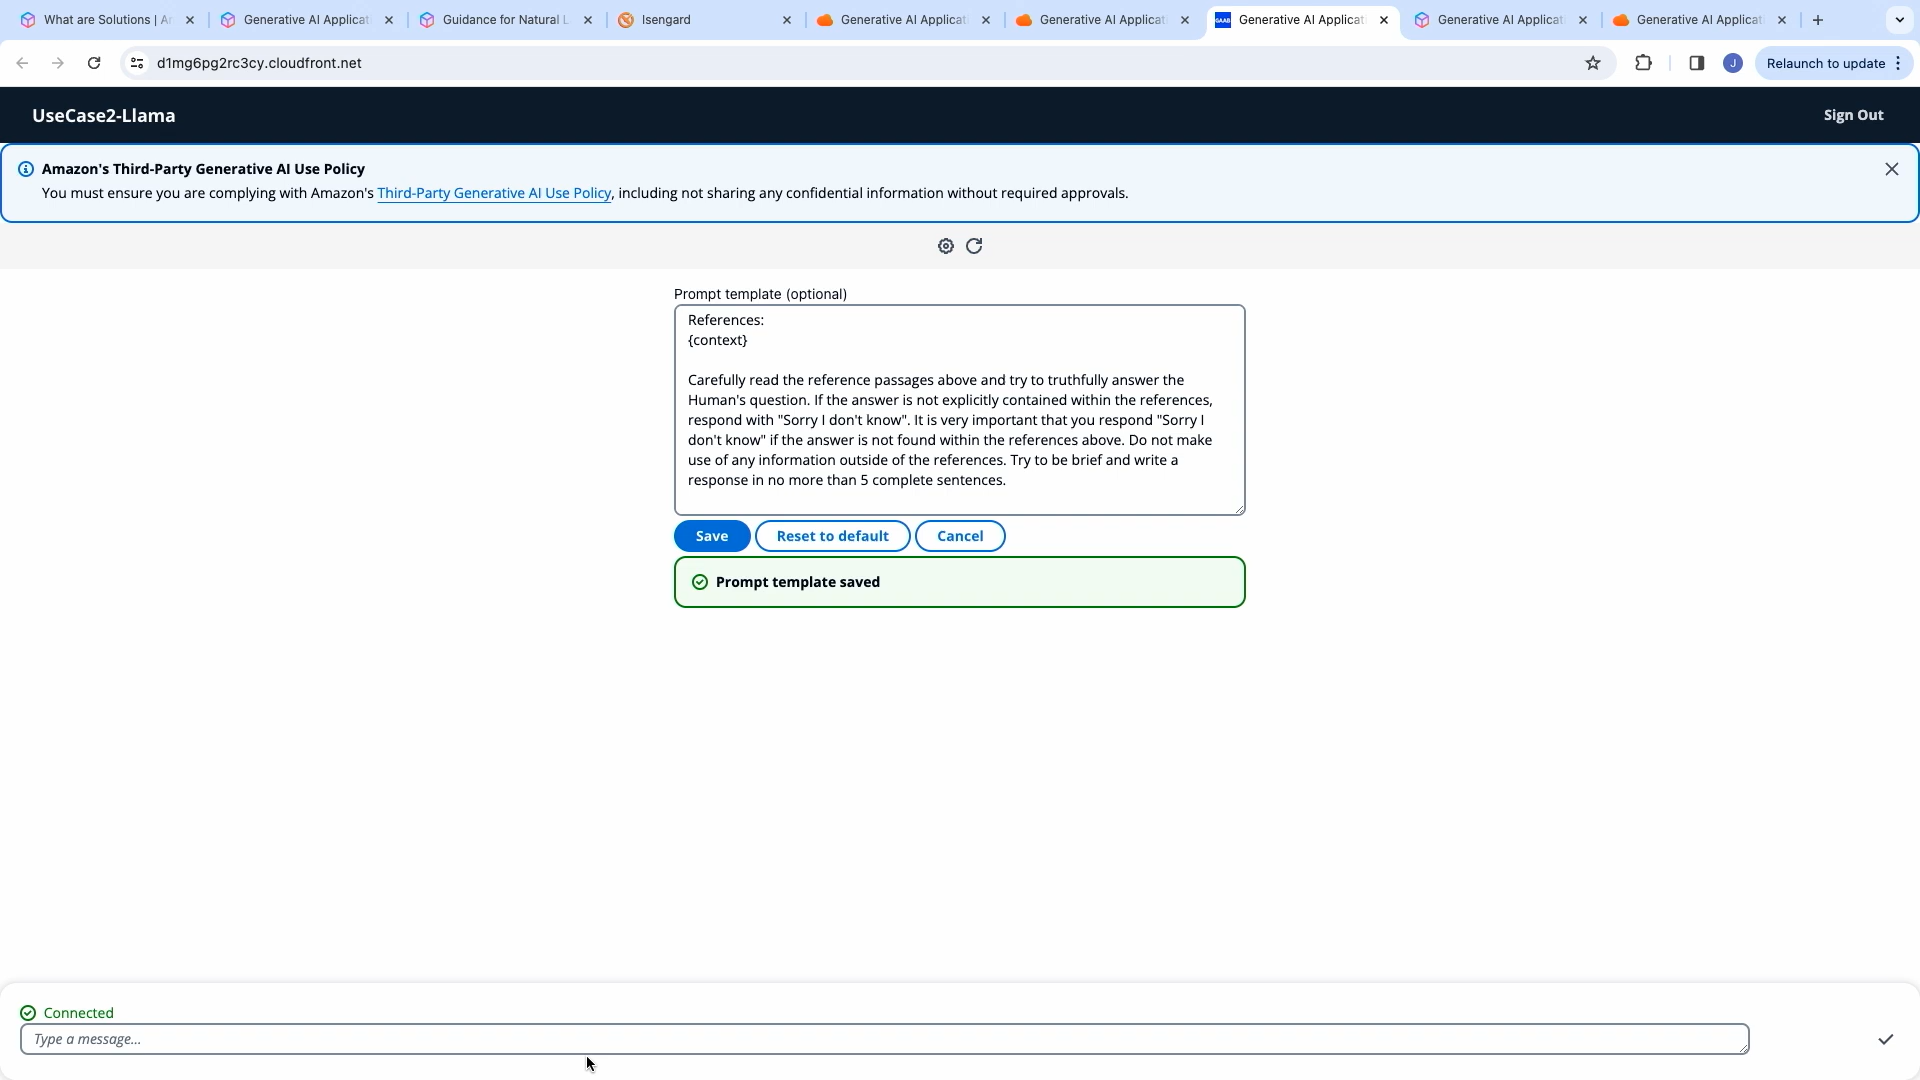 What are Solutions | A
Generative AI Applicat
Guidance for Natural L
Isengard
Generative AI Applicat
Generative AI Applicat
GAAB
Generative AI Applicat
Generative AI Applicat
Generative AI Applicat
d1mg6pg2rc3cy.cloudfront.net
J
Relaunch to update
UseCase2-Llama
Sign Out
Amazon's Third-Party Generative AI Use Policy
You must ensure you are complying with Amazon's Third-Party Generative AI Use Policy, including not sharing any confidential information without required approvals.
Prompt template (optional)
References:
{context}
Carefully read the reference passages above and try to truthfully answer the
Human's question. If the answer is not explicitly contained within the references,
respond with "Sorry I don't know". It is very important that you respond "Sorry I
don't know" if the answer is not found within the references above. Do not make
use of any information outside of the references. Try to be brief and write a
response in no more than 5 complete sentences.
Save
Reset to default
Cancel
Prompt template saved
Connected
Type a message...